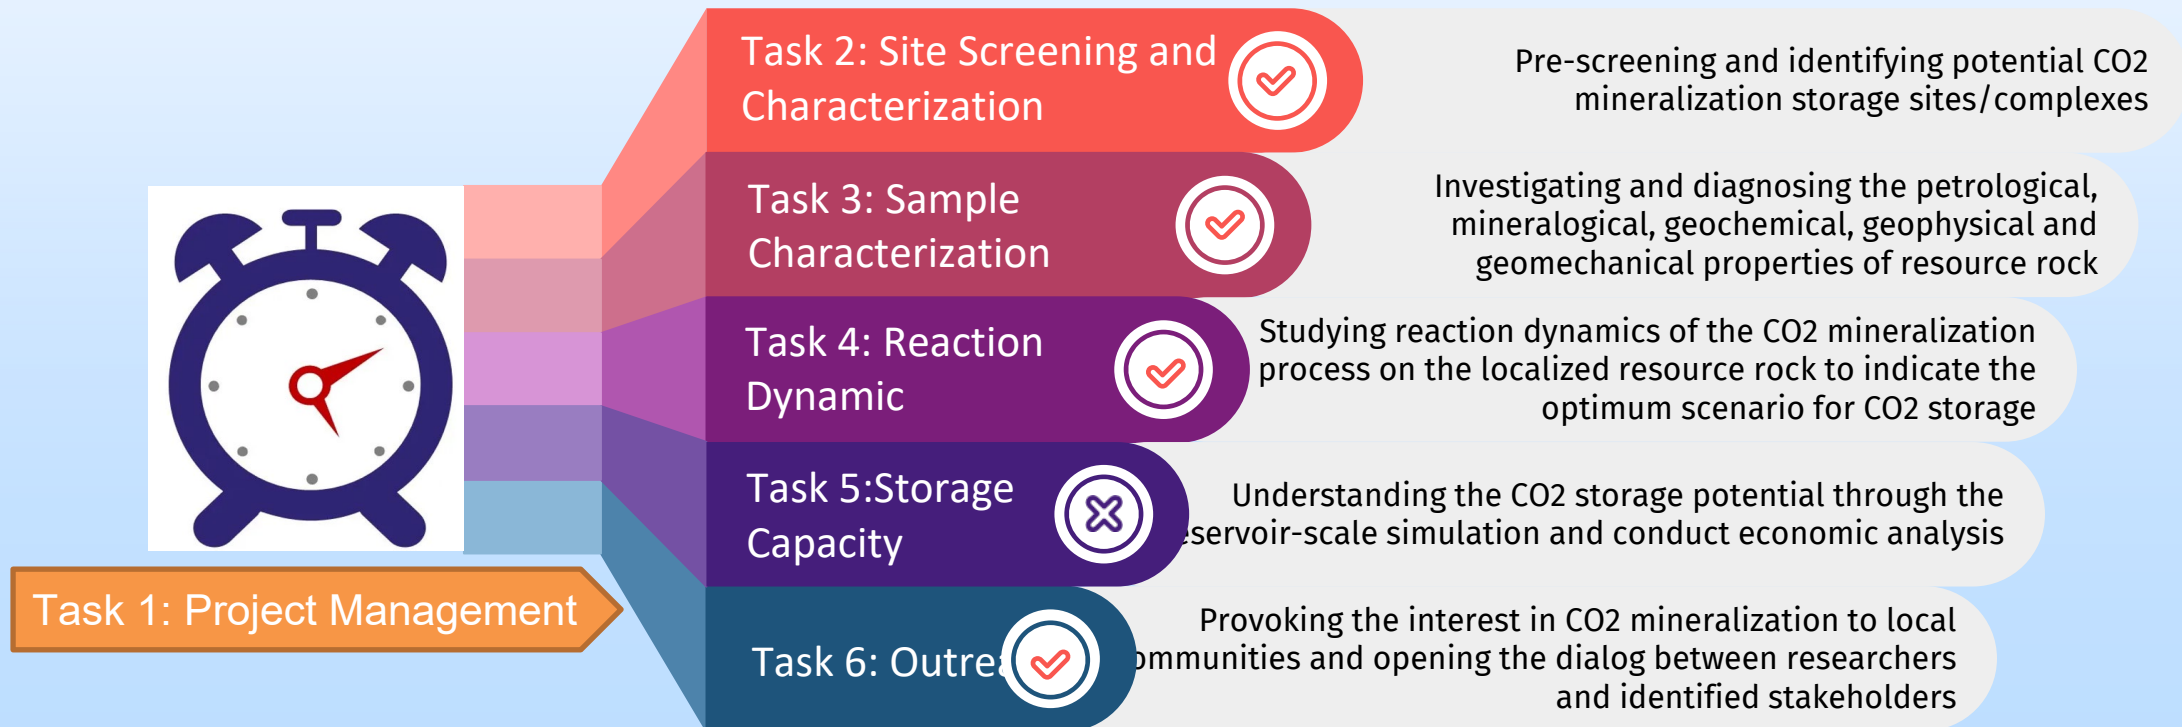 Task 2: Site Screening and
Characterization
Pre-screening and identifying potential CO2
mineralization storage sites/complexes
Task 3: Sample
Characterization
Investigating and diagnosing the petrological,
mineralogical, geochemical, geophysical and
geomechanical properties of resource rock
Task 4: Reaction
Dynamic
Studying reaction dynamics of the CO2 mineralization
process on the localized resource rock to indicate the
optimum scenario for CO2 storage
Task 5:Storage
Capacity
Understanding the CO2 storage potential through the
eservoir-scale simulation and conduct economic analysis
Task 1: Project Management
Task 6: Outrea
Provoking the interest in CO2 mineralization to local
ommunities and opening the dialog between researchers
and identified stakeholders